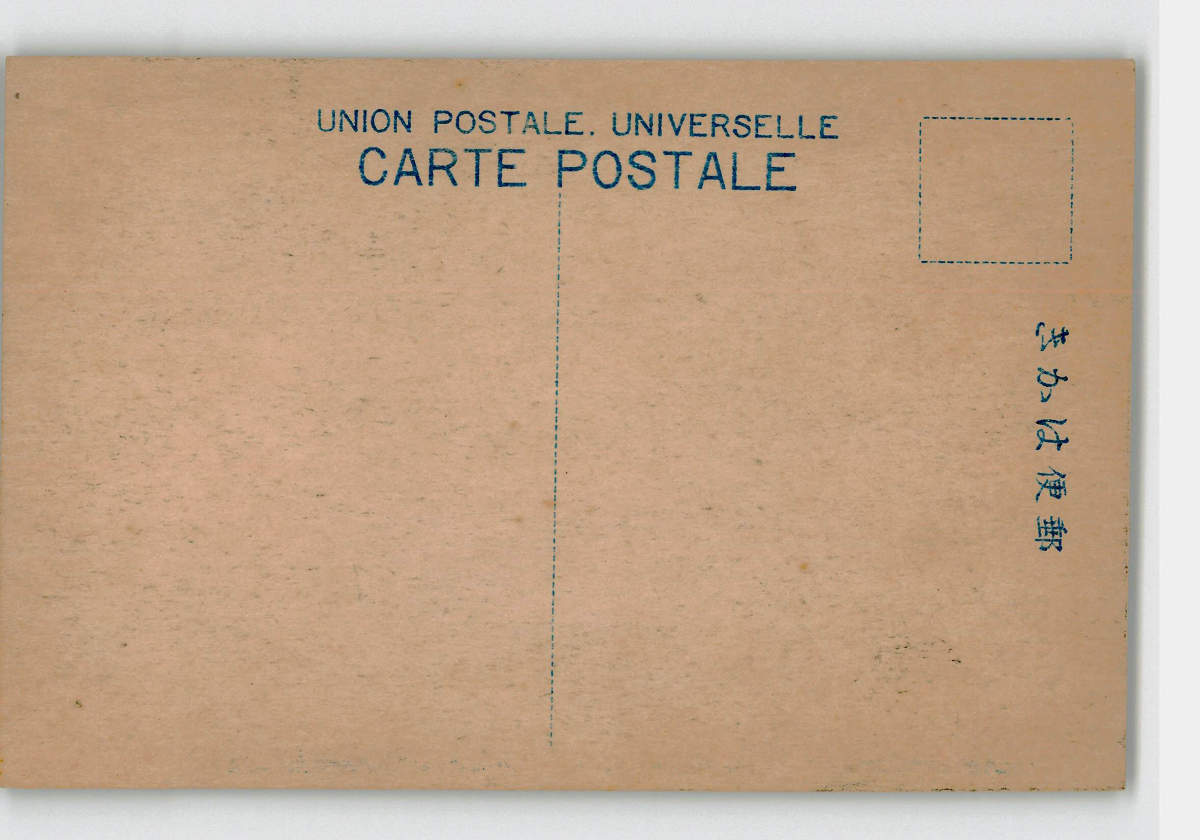 UNION POSTALE. UNIVERSELLE
CARTE POSTALE
郵便はかき